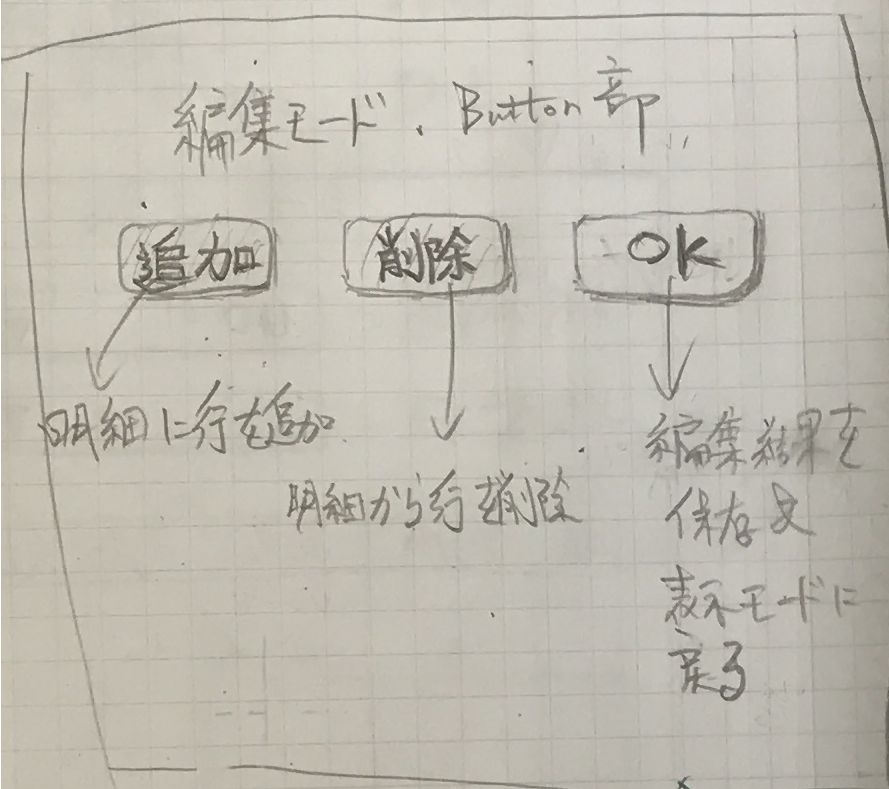 編集モード、Button部
追加
削除
OK
明細に行を追加
明細から行を削除
編集結果を
保存
表示モードに
戻る